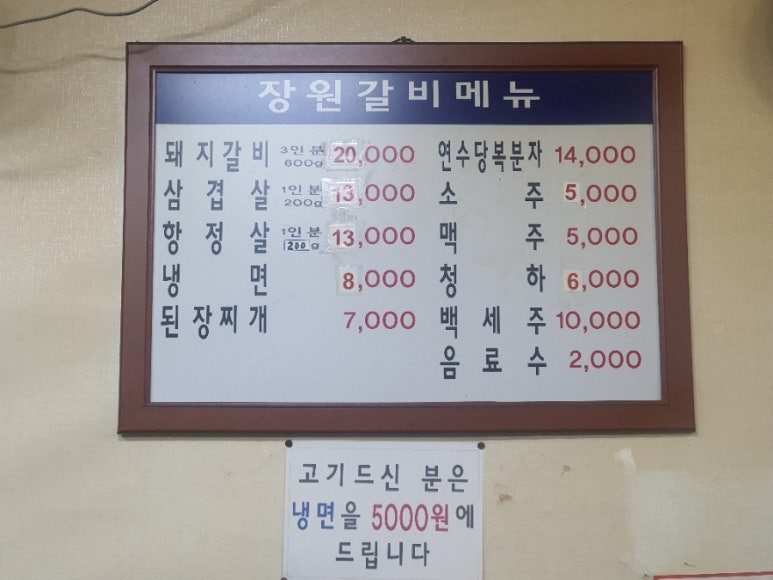 장원갈비메뉴
돼지갈비 3인분 600g 20,000
삼겹살 1인분 200g 13,000
항정살 1인분 200g 13,000
냉면 8,000
된장찌개 7,000
연수당복분자 14,000
소주 5,000
맥주 5,000
청하 6,000
백세주 10,000
음료수 2,000
고기드신 분은
냉면을 5000원에
드립니다